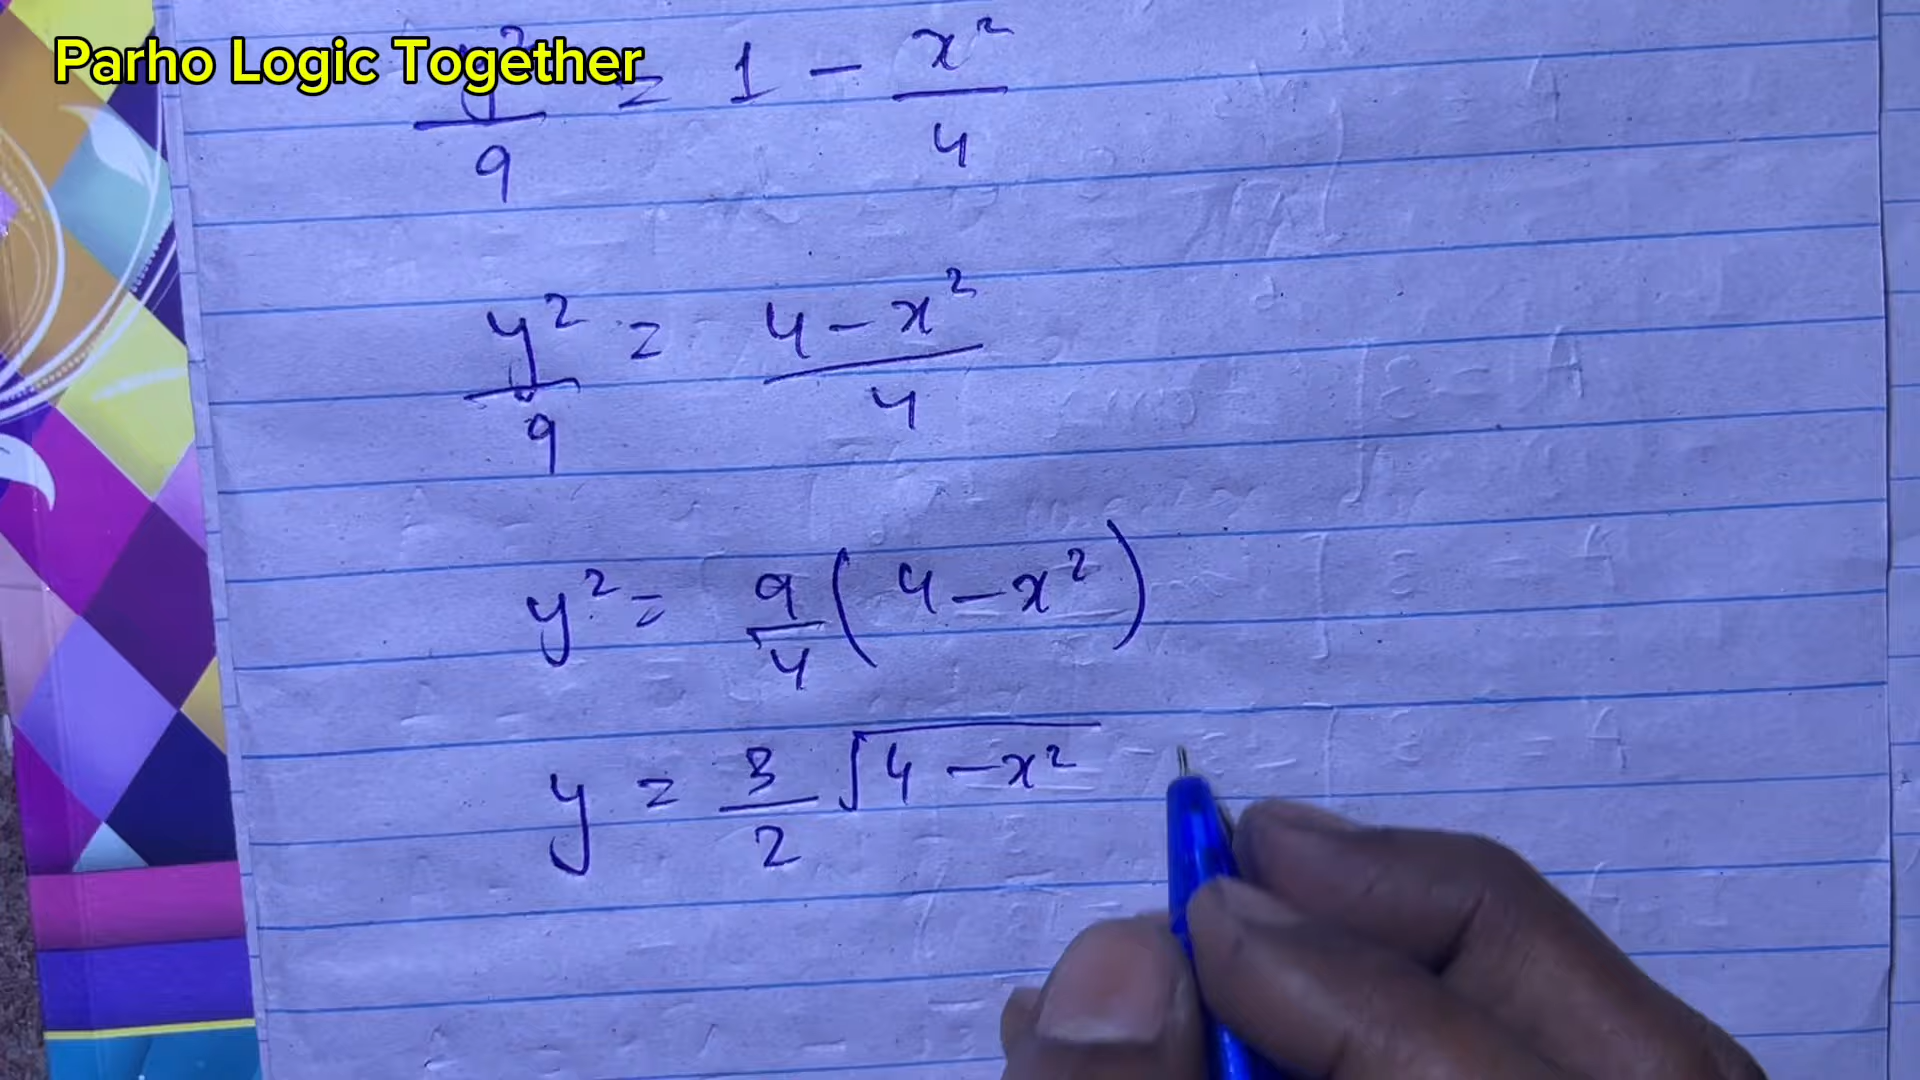 Parho Logic Together
y²/9 = 1 - x²/4
y²/9 = 4 - x²/4
y² = 9/4 (4 - x²)
y = 3/2 √4 - x²